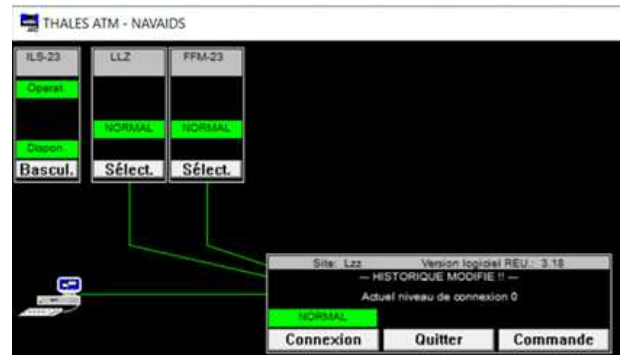 THALES ATM - NAVAIDS
ILS-23 LLZ FFM-23
Operat.
NORMAL NORMAL
Dispon.
Bascul. Sélect. Sélect.
Site: Lzz Version logiciel REU.: 3.18
--- HISTORIQUE MODIFIE !! ---
Actuel niveau de connexion 0
NORMAL
Connexion Quitter Commande